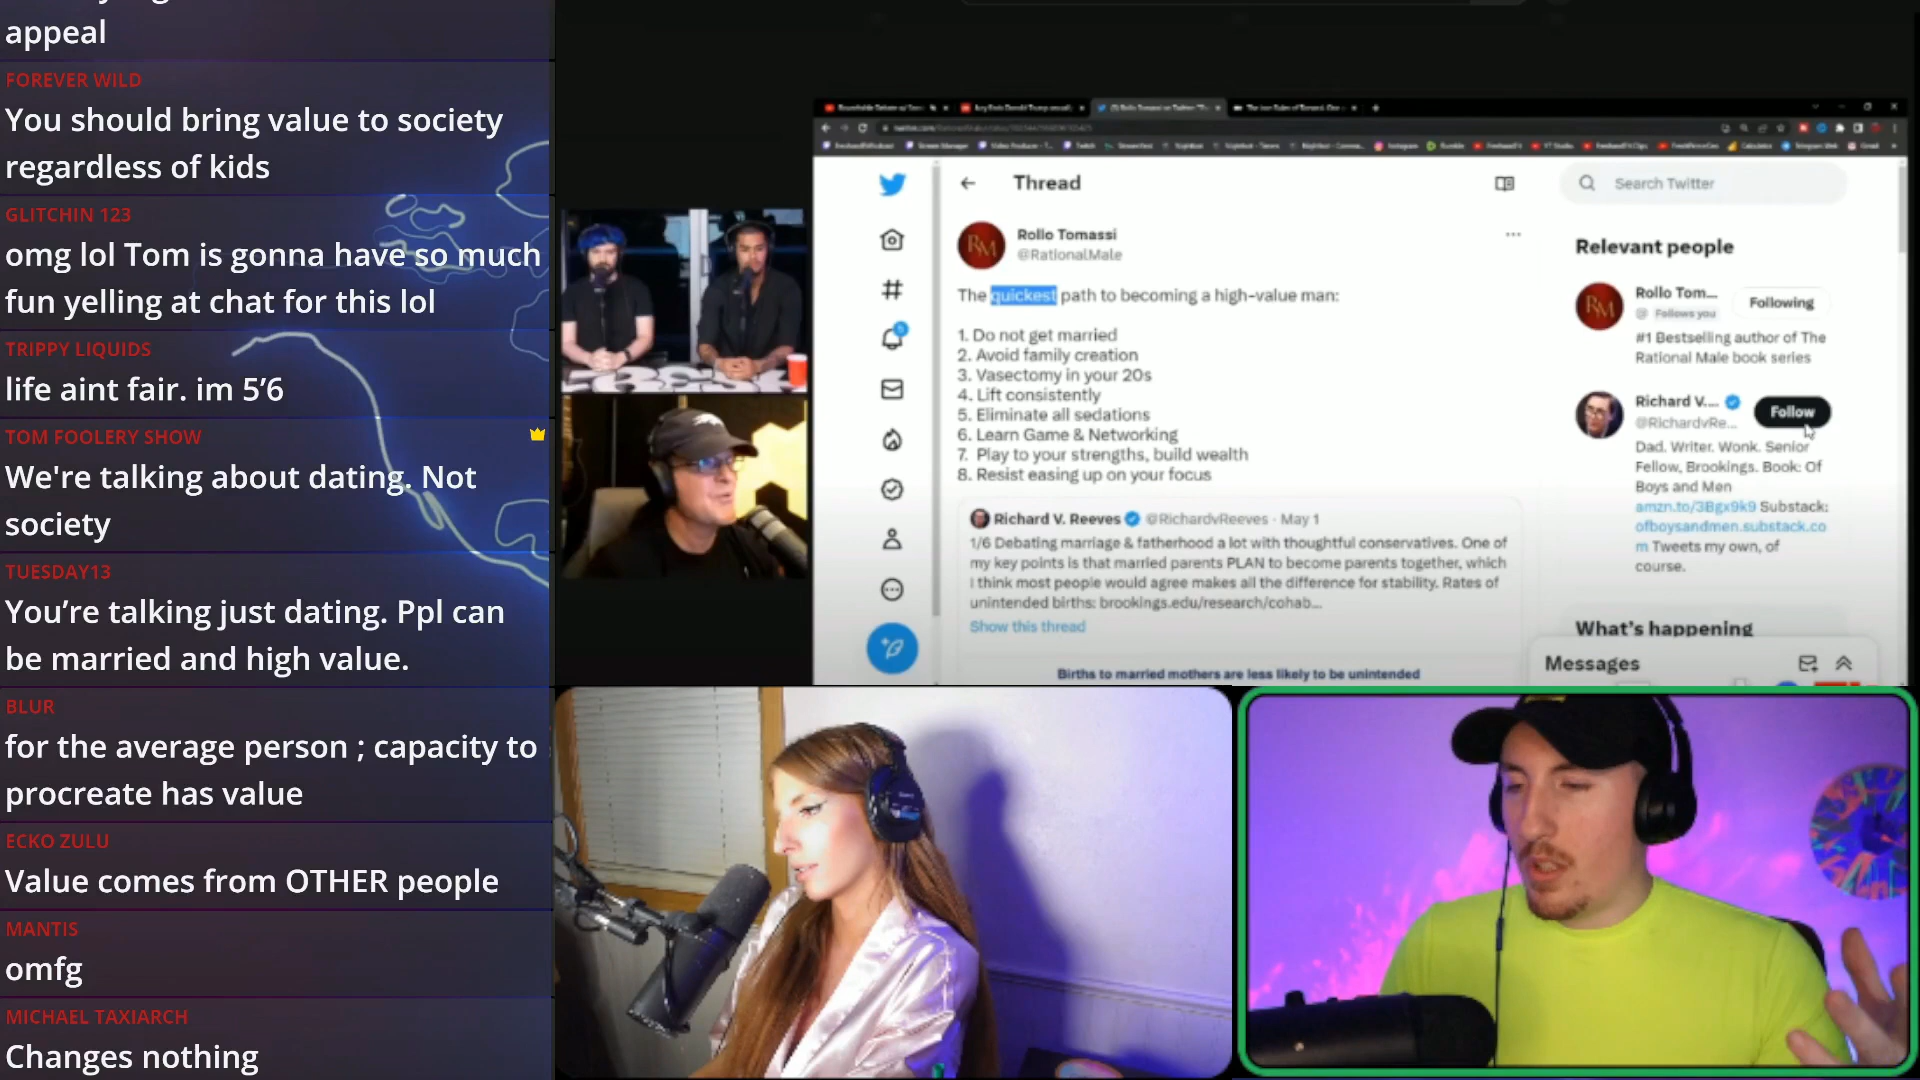 appeal
FOREVER WILD
You should bring value to society
regardless of kids
GLITCHIN 123
omg lol Tom is gonna have so much
fun yelling at chat for this lol
TRIPPY LIQUIDS
life aint fair. im 5’6
TOM FOOLERY SHOW
We're talking about dating. Not
society
TUESDAY13
You’re talking just dating. Ppl can
be married and high value.
BLUR
for the average person ; capacity to
procreate has value
ECKO ZULU
Value comes from OTHER people
MANTIS
omfg
MICHAEL TAXIARCH
Changes nothing
Thread
Rollo Tomassi
@RationalMale
The quickest path to becoming a high-value man:
1. Do not get married
2. Avoid family creation
3. Vasectomy in your 20s
4. Lift consistently
5. Eliminate all sedations
6. Learn Game & Networking
7. Play to your strengths, build wealth
8. Resist easing up on your focus
Richard V. Reeves @RichardvReeves · May 1
1/6 Debating marriage & fatherhood a lot with thoughtful conservatives. One of
my key points is that married parents PLAN to become parents together, which
I think most people would agree makes all the difference for stability. Rates of
unintended births: brookings.edu/research/cohab...
Show this thread
Births to married mothers are less likely to be unintended
Search Twitter
Relevant people
Rollo Tom...
@ Follows you
Following
#1 Bestselling author of The
Rational Male book series
Richard V....
@RichardvRe...
Follow
Dad. Writer. Wonk. Senior
Fellow, Brookings. Book: Of
Boys and Men
amzn.to/3Bgx9k9 Substack:
ofboysandmen.substack.co
m Tweets my own, of
course.
What's happening
Messages